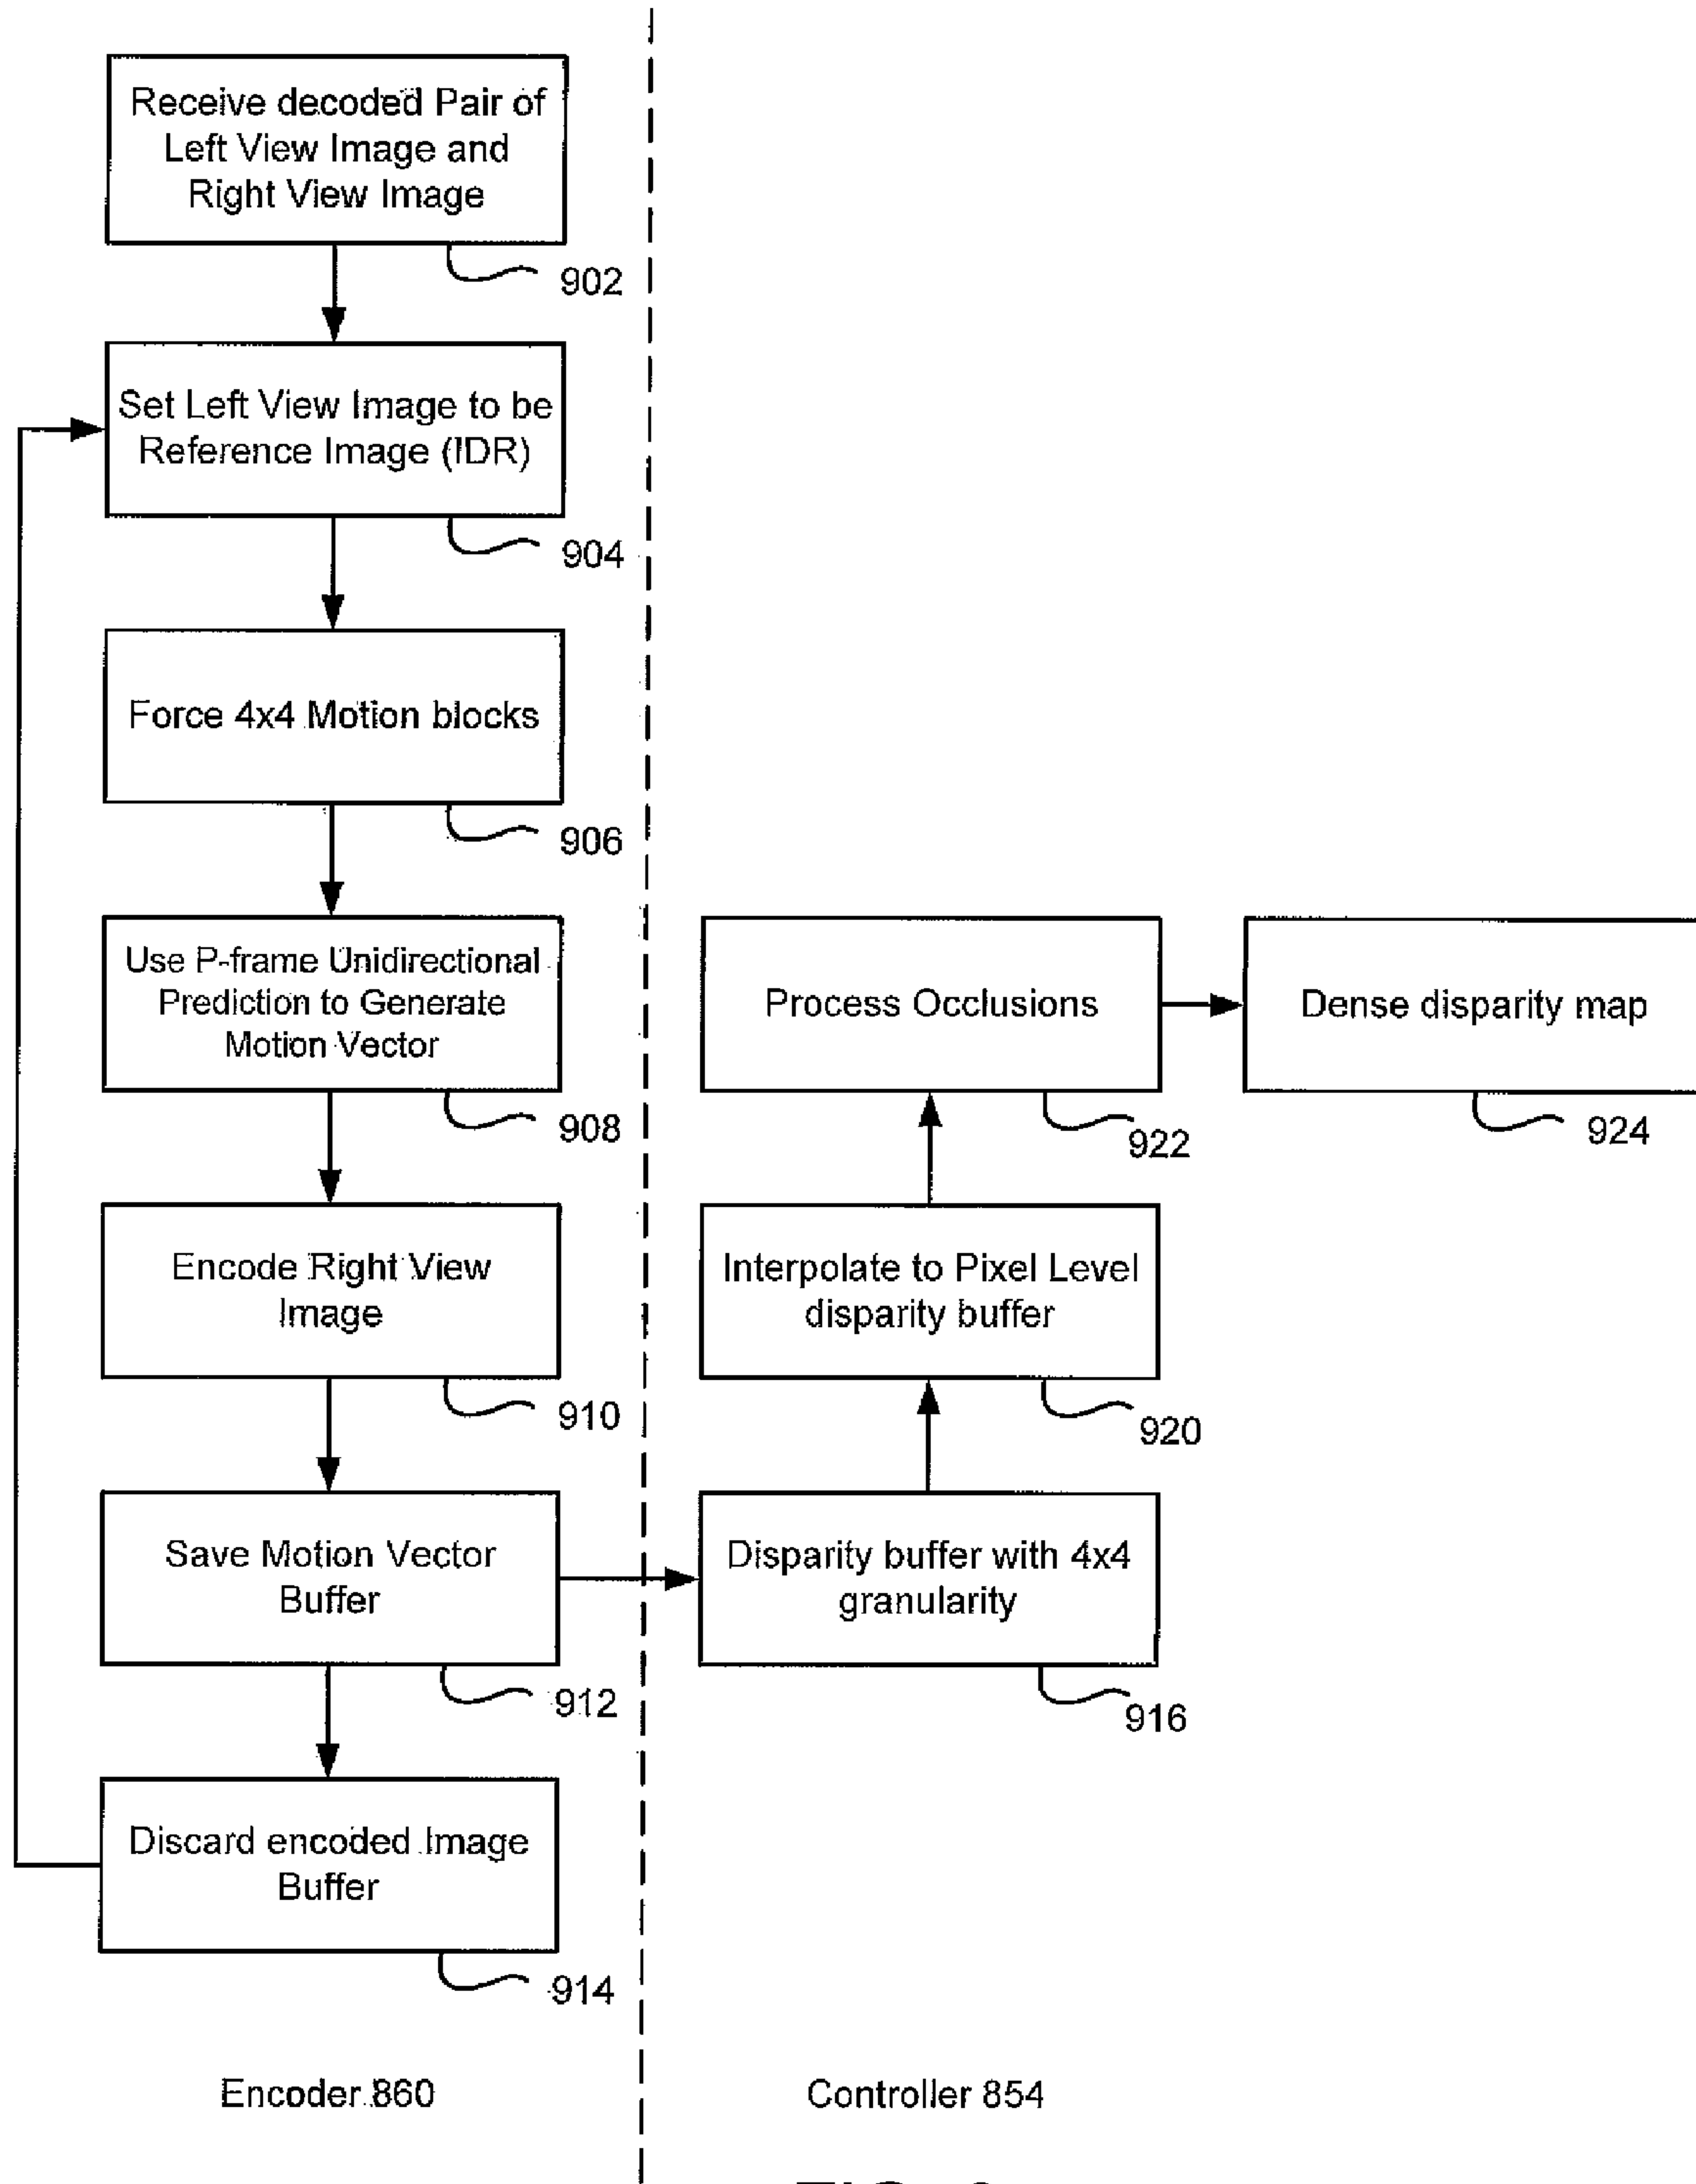 Receive decoded Pair of
Left View Image and
Right View Image
902
Set Left View Image to be
Reference Image (IDR)
904
Force 4x4 Motion blocks
906
Use P-frame Unidirectional
Prediction to Generate
Motion Vector
908
Process Occlusions
922
Dense disparity map
924
Encode Right View
Image
910
Interpolate to Pixel Level
disparity buffer
920
Save Motion Vector
Buffer
912
Disparity buffer with 4x4
granularity
916
Discard encoded Image
Buffer
914
Encoder 860
Controller 854